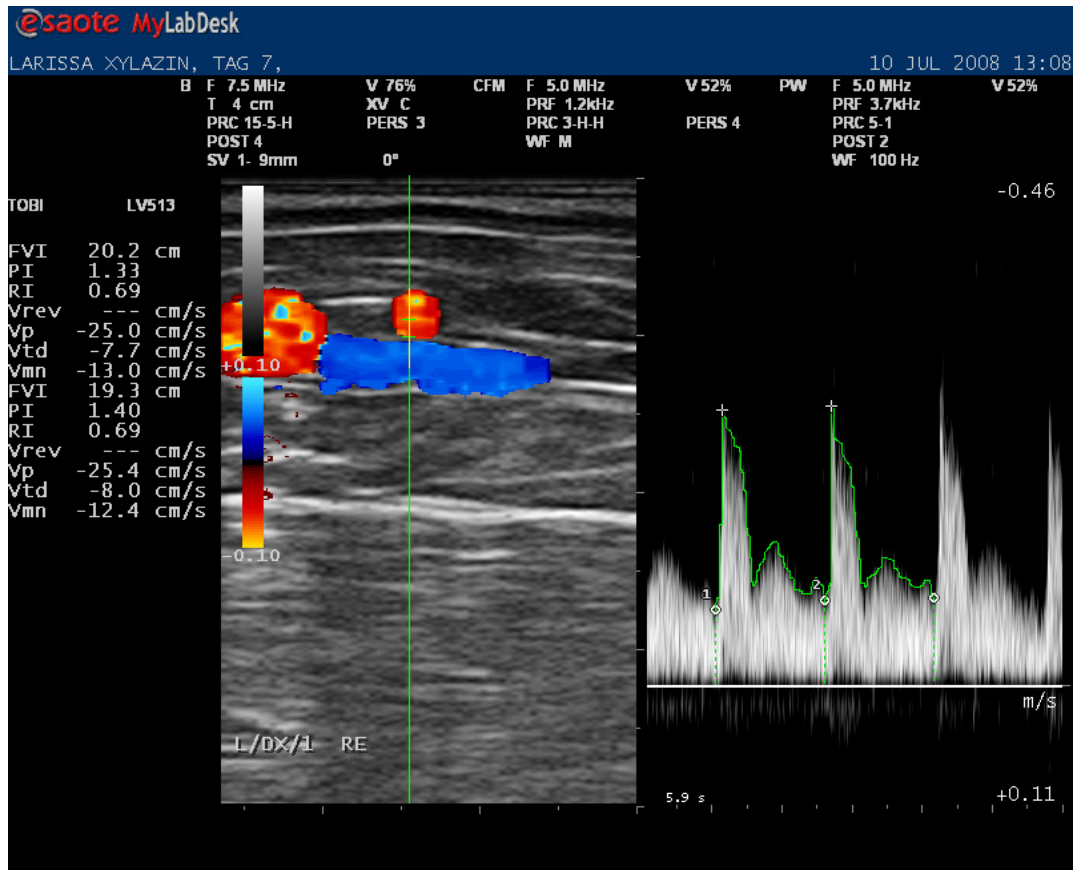 esaote MyLabDesk
LARISSA XYLAZIN, TAG 7, 10 JUL 2008 13:08
B F 7.5 MHz V 76% CFM F 5.0 MHz V 52% PW F 5.0 MHz V 52%
T 4 cm XV C PRF 1.2kHz PRF 3.7kHz
PRC 15-5-H PERS 3 PRC 3-H-H PERS 4 PRC 5-1
POST 4 WF M POST 2
SV 1- 9mm 0° WF 100 Hz
-0.46
TOBI LV513
FVI 20.2 cm
PI 1.33
RI 0.69
Vrev --- cm/s
Vp -25.0 cm/s
Vtd -7.7 cm/s
Vmn -13.0 cm/s
FVI 19.3 cm
PI 1.40
RI 0.69
Vrev --- cm/s
Vp -25.4 cm/s
Vtd -8.0 cm/s
Vmn -12.4 cm/s
+0.10
-0.10
1
2
m/s
L/DX/1 RE
5.9 s
+0.11